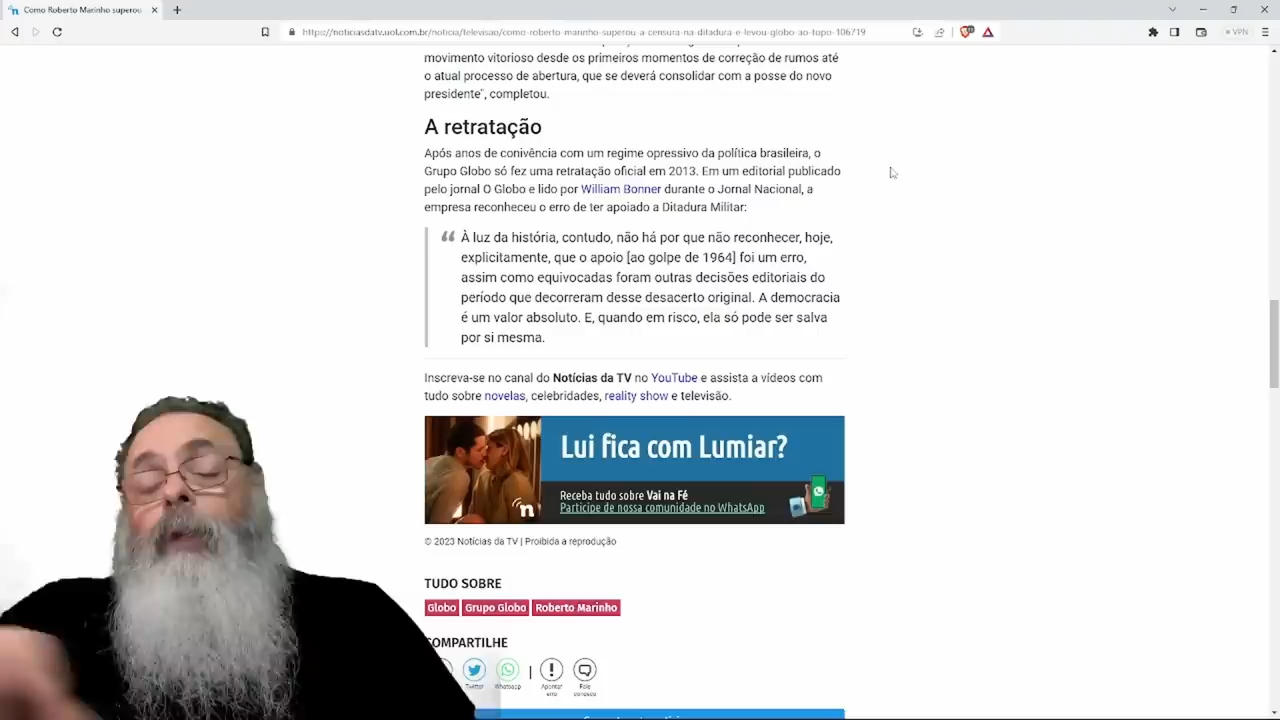 Como Roberto Marinho superou
https://noticiasdatv.uol.com.br/noticia/televisao/como-roberto-marinho-superou-a-censura-na-ditadura-e-levou-globo-ao-topo-106719
VPN
movimento vitorioso desde os primeiros momentos de correção de rumos até
o atual processo de abertura, que se deverá consolidar com a posse do novo
presidente", completou.
A retratação
Após anos de conivência com um regime opressivo da política brasileira, o
Grupo Globo só fez uma retratação oficial em 2013. Em um editorial publicado
pelo jornal O Globo e lido por William Bonner durante o Jornal Nacional, a
empresa reconheceu o erro de ter apoiado a Ditadura Militar:
“ À luz da história, contudo, não há por que não reconhecer, hoje,
explicitamente, que o apoio [ao golpe de 1964] foi um erro,
assim como equivocadas foram outras decisões editoriais do
período que decorreram desse desacerto original. A democracia
é um valor absoluto. E, quando em risco, ela só pode ser salva
por si mesma.
Inscreva-se no canal do Notícias da TV no YouTube e assista a vídeos com
tudo sobre novelas, celebridades, reality show e televisão.
Lui fica com Lumiar?
n
Receba tudo sobre Vai na Fé
Participe de nossa comunidade no WhatsApp
© 2023 Notícias da TV | Proibida a reprodução
TUDO SOBRE
Globo Grupo Globo Roberto Marinho
COMPARTILHE
Twitter Whatsapp Apontar erro Fale conosco